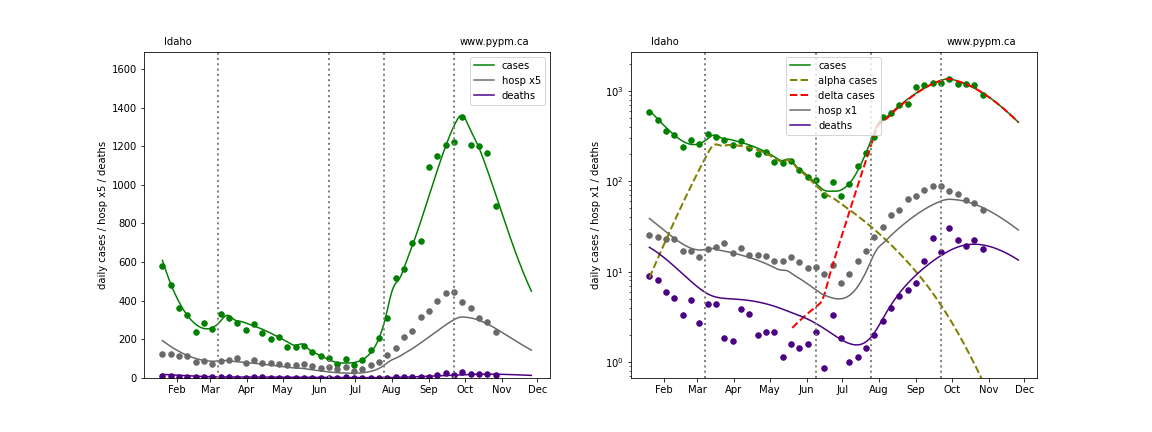 Idaho www.pypm.ca
cases
hosp x5
deaths
daily cases / hosp x5 / deaths
1600
1400
1200
1000
800
600
400
200
0
Feb Mar Apr May Jun Jul Aug Sep Oct Nov Dec
Idaho www.pypm.ca
cases
alpha cases
delta cases
hosp x1
deaths
daily cases / hosp x1 / deaths
10³
10²
10¹
10⁰
Feb Mar Apr May Jun Jul Aug Sep Oct Nov Dec